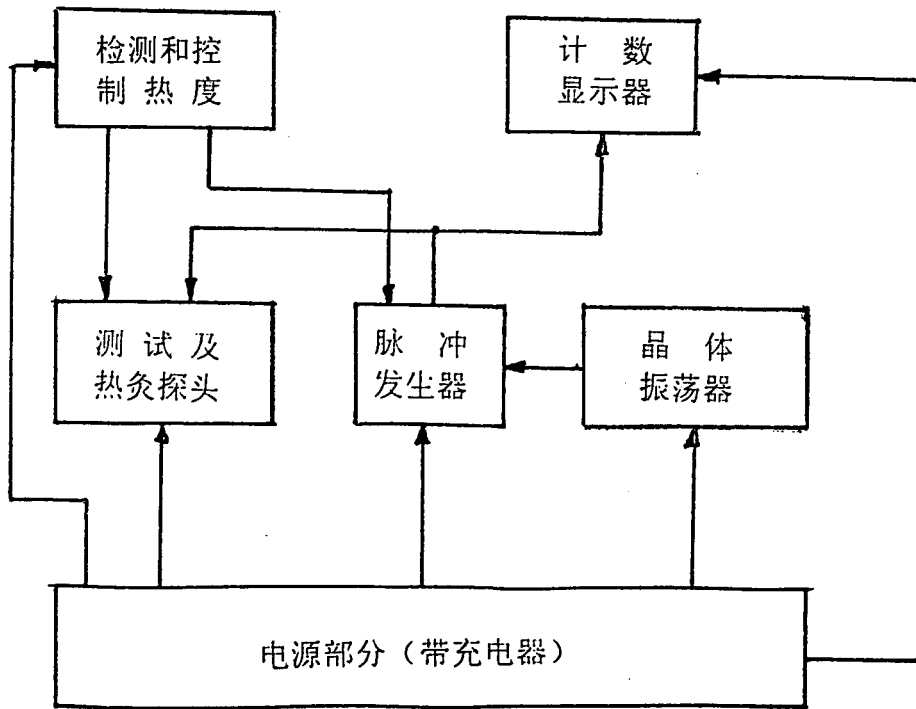 检测和控
制热度
计数
显示器
测试及
热灸探头
脉冲
发生器
晶体
振荡器
电源部分（带充电器）